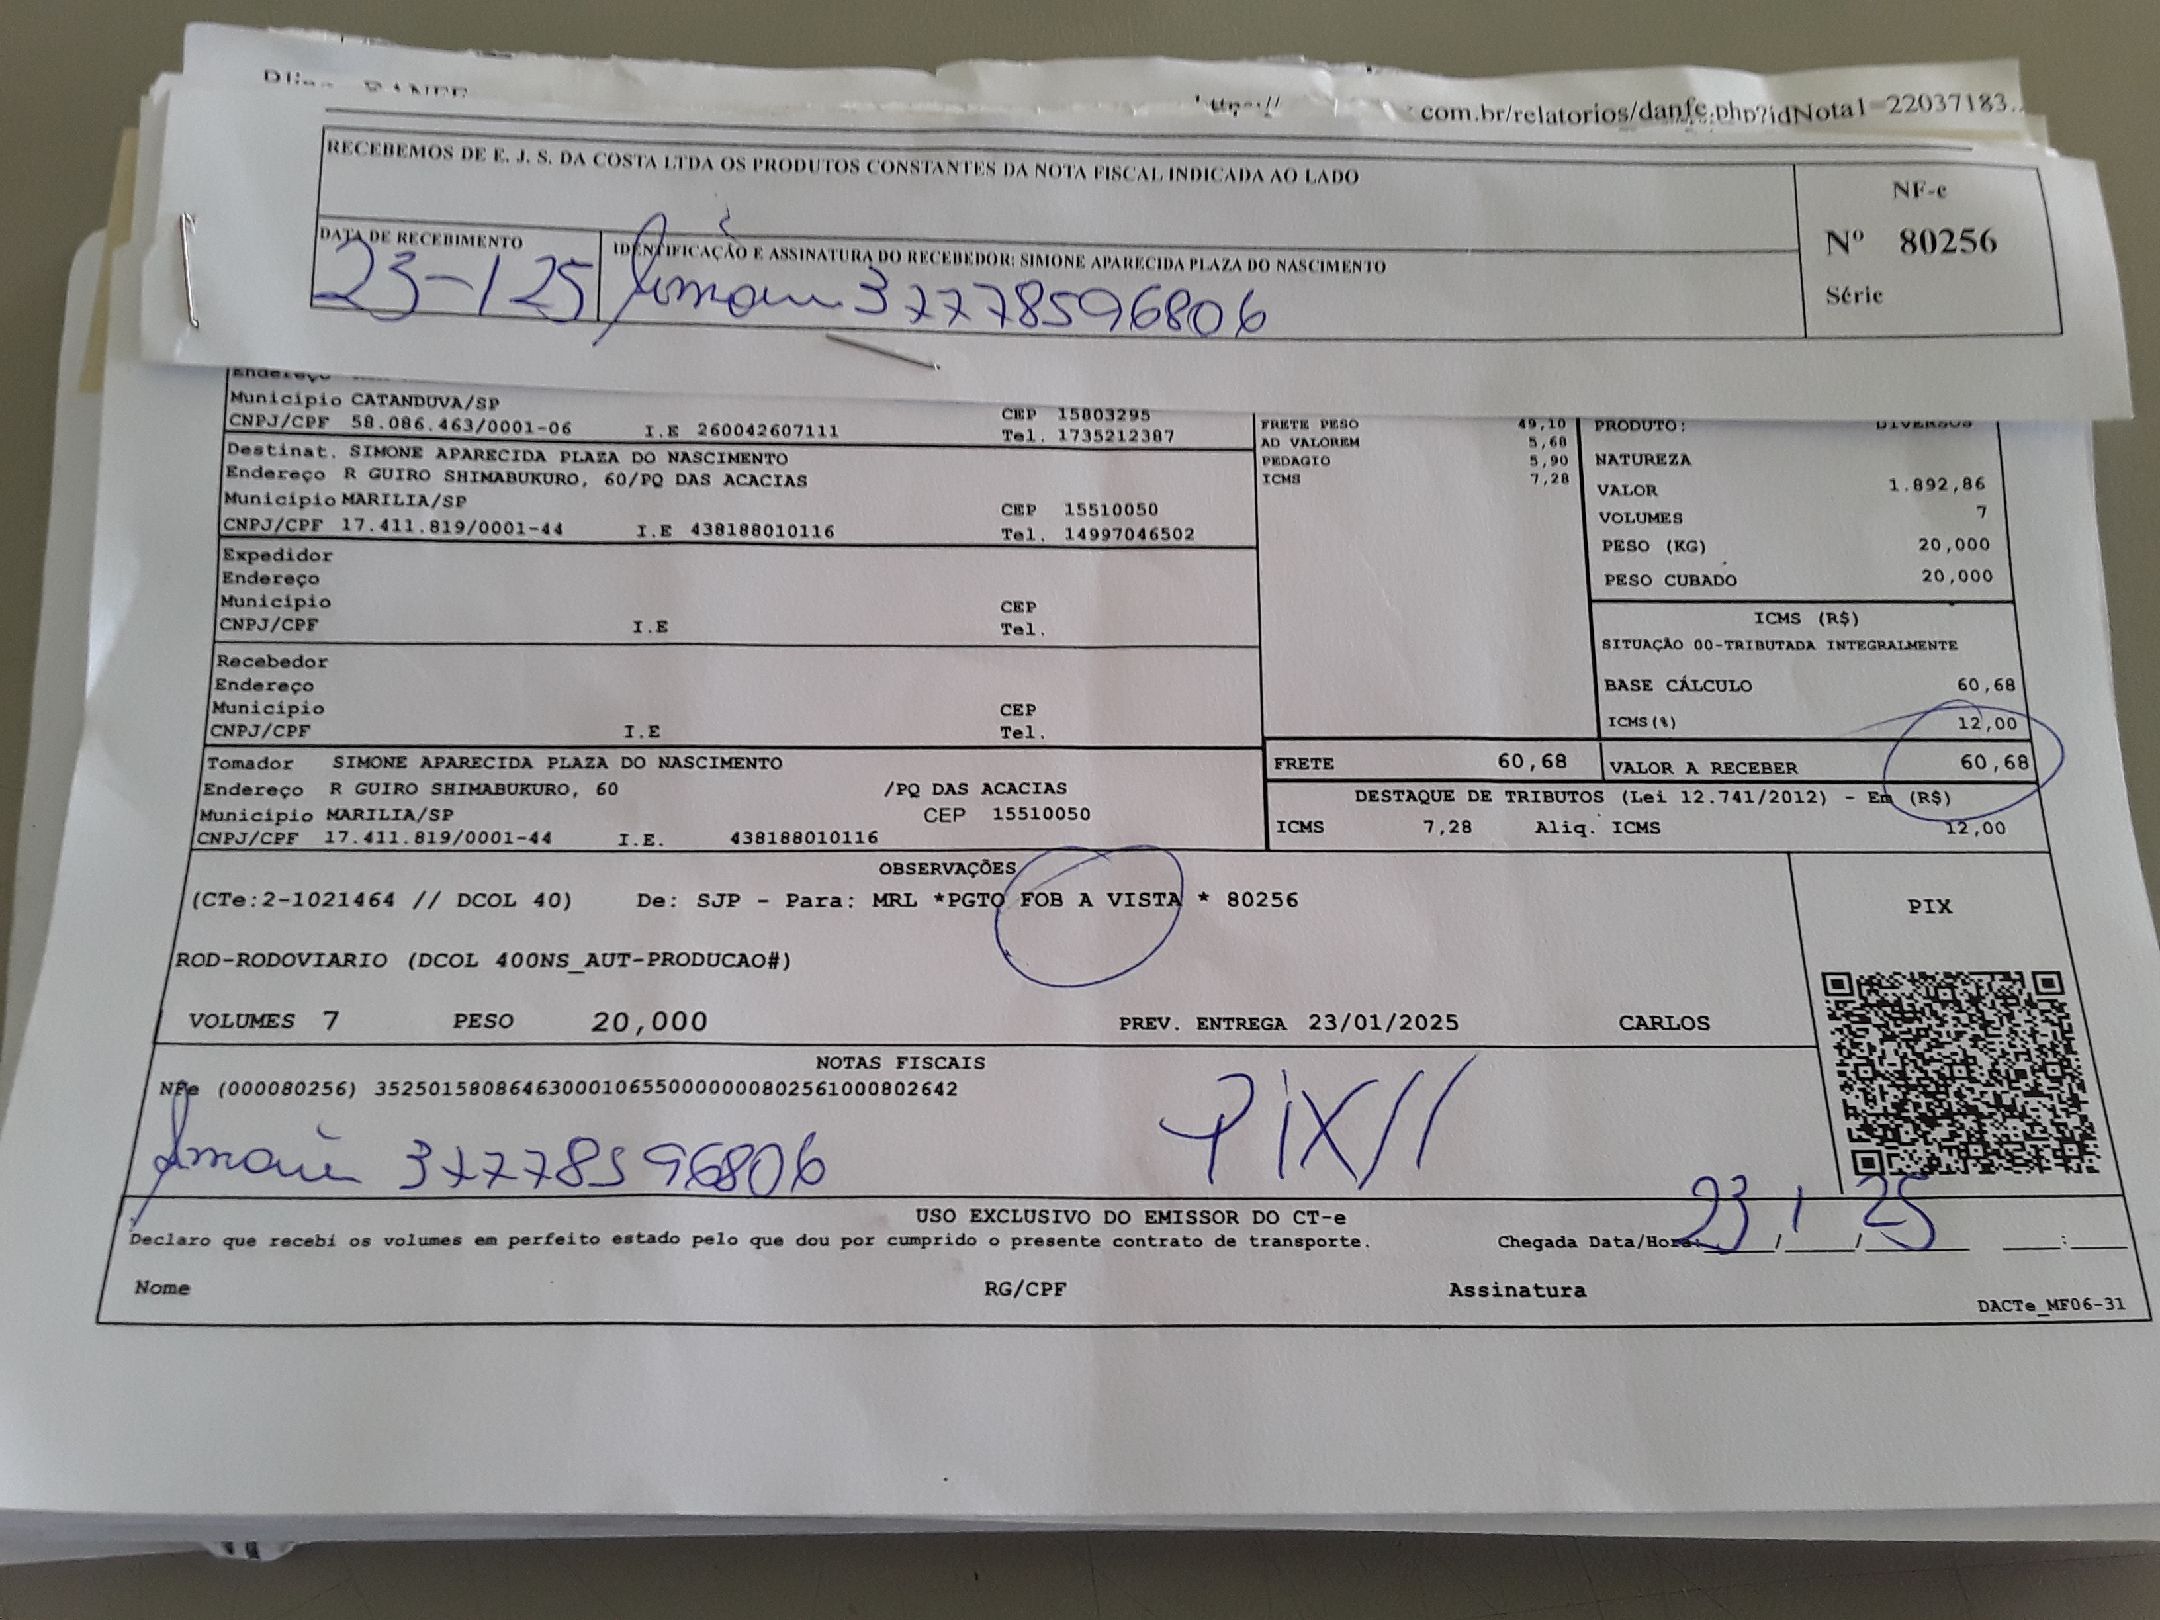 com.br/relatorios/danfe.php?idNota1=22037183...
RECEBEMOS DE E. J. S. DA COSTA LTDA OS PRODUTOS CONSTANTES DA NOTA FISCAL INDICADA AO LADO
NF-e
Nº 80256
Série
DATA DE RECEBIMENTO
IDENTIFICAÇÃO E ASSINATURA DO RECEBEDOR: SIMONE APARECIDA PLAZA DO NASCIMENTO
23-1 25
37778596806
Endereço
Município CATANDUVA/SP
CEP 15803295
CNPJ/CPF 58.086.463/0001-06 I.E 260042607111 Tel. 1735212387
Destinat. SIMONE APARECIDA PLAZA DO NASCIMENTO
Endereço R GUIRO SHIMABUKURO, 60/PQ DAS ACACIAS
Município MARILIA/SP CEP 15510050
CNPJ/CPF 17.411.819/0001-44 I.E 438188010116 Tel. 14997046502
Expedidor
Endereço
Município CEP
CNPJ/CPF I.E Tel.
Recebedor
Endereço
Município CEP
CNPJ/CPF I.E Tel.
Tomador SIMONE APARECIDA PLAZA DO NASCIMENTO
Endereço R GUIRO SHIMABUKURO, 60 /PQ DAS ACACIAS
Município MARILIA/SP CEP 15510050
CNPJ/CPF 17.411.819/0001-44 I.E. 438188010116
FRETE PESO 49,10
AD VALOREM 5,68
PEDAGIO 5,90
ICMS 7,28
PRODUTO: DIVERSOS
NATUREZA
VALOR 1.892,86
VOLUMES 7
PESO (KG) 20,000
PESO CUBADO 20,000
ICMS (R$)
SITUAÇÃO 00-TRIBUTADA INTEGRALMENTE
BASE CÁLCULO 60,68
ICMS(%) 12,00
FRETE 60,68 VALOR A RECEBER 60,68
DESTAQUE DE TRIBUTOS (Lei 12.741/2012) - Em (R$)
ICMS 7,28 Aliq. ICMS 12,00
OBSERVAÇÕES
(CTe:2-1021464 // DCOL 40) De: SJP - Para: MRL *PGTO FOB A VISTA * 80256
ROD-RODOVIARIO (DCOL 400NS_AUT-PRODUCAO#)
VOLUMES 7 PESO 20,000 PREV. ENTREGA 23/01/2025 CARLOS
PIX
NOTAS FISCAIS
NFe (000080256) 35250158086463000106550000000802561000802642
37778596806
PIX//
USO EXCLUSIVO DO EMISSOR DO CT-e
Declaro que recebi os volumes em perfeito estado pelo que dou por cumprido o presente contrato de transporte.
Chegada Data/Hora: 23 / 1 / 25 :
Nome RG/CPF Assinatura
DACTe_MF06-31